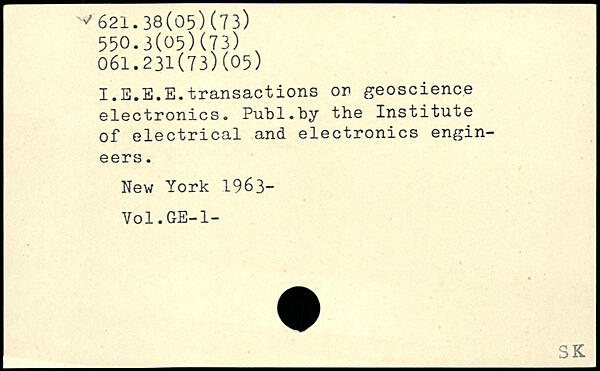 621.38(05)(73)
550.3(05)(73)
061.231(73)(05)
I.E.E.E.transactions on geoscience
electronics. Publ.by the Institute
of electrical and electronics engin-
eers.
New York 1963-
Vol.GE-1-
SK